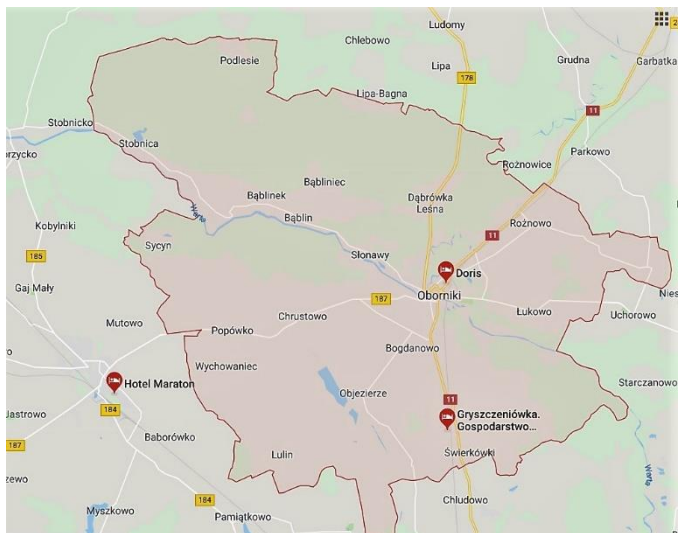 Ludomy
Chlebowo
Podlesie
Lipa
Grudna
Garbatka
178
Lipa-Bagna
11
Stobnicko
Stobnica
Parkowo
Rożnowice
orzycko
Bąbliniec
Bąblinek
Dąbrówka
Leśna
Warta
Bąblin
Rożnowo
Kobylniki
11
Sycyn
Słonawy
185
Doris
Gaj Mały
187
Oborniki
Nies
Mutowo
Chrustowo
Łukowo
Uchorowo
Popówko
Bogdanowo
Wychowaniec
Hotel Maraton
Starczanowo
Objezierze
11
184
Jastrowo
Gryszczeniówka.
Gospodarstwo...
Baborówko
187
Lulin
Świerkówki
Warta
zewo
184
Chludowo
Myszkowo
Pamiątkowo